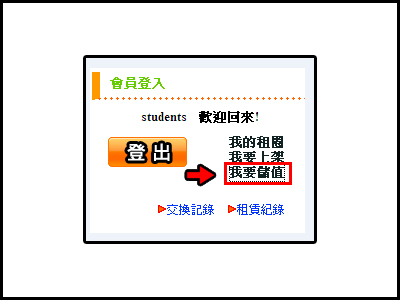 會員登入
students 歡迎回來!
登出
我的租圈
我要上架
我要儲值
交換記錄 租賃紀錄